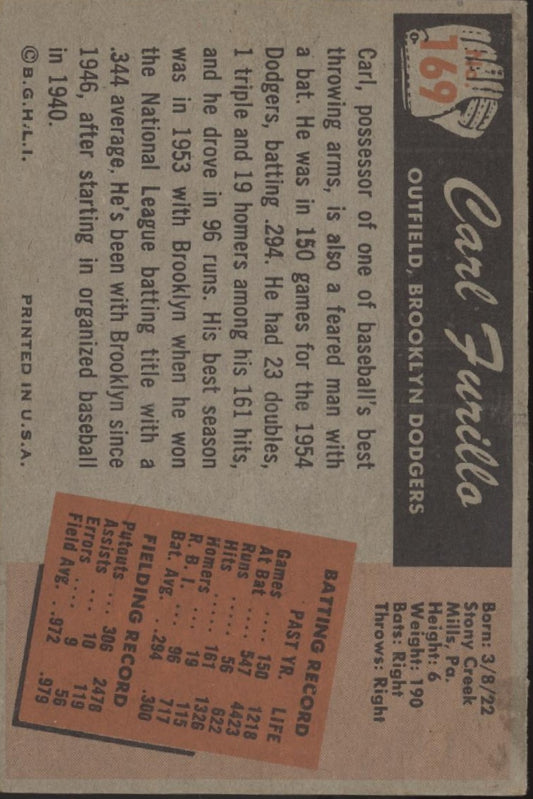 No.
169
Carl Furillo
OUTFIELD, BROOKLYN DODGERS
Carl, possessor of one of baseball's best
throwing arms, is also a feared man with
a bat. He was in 150 games for the 1954
Dodgers, batting .294. He had 23 doubles,
1 triple and 19 homers among his 161 hits,
and he drove in 96 runs. His best season
was in 1953 with Brooklyn when he won
the National League batting title with a
.344 average. He's been with Brooklyn since
1946, after starting in organized baseball
in 1940.
©B.G.H.L.I. PRINTED IN U.S.A.
Born: 3/8/22
Stony Creek
Mills, Pa.
Height: 6
Weight: 190
Bats: Right
Throws: Right
BATTING RECORD
PAST YR. LIFE
Games ..... 150 1218
At Bat ..... 547 4423
Runs ..... 56 622
Hits ..... 161 1326
Homers ... 19 115
R. B. I. ... 96 717
Bat. Avg. .. .294 .300
FIELDING RECORD
Putouts ... 306 2478
Assists ... 10 119
Errors ... 9 56
Field Avg. .. .972 .979